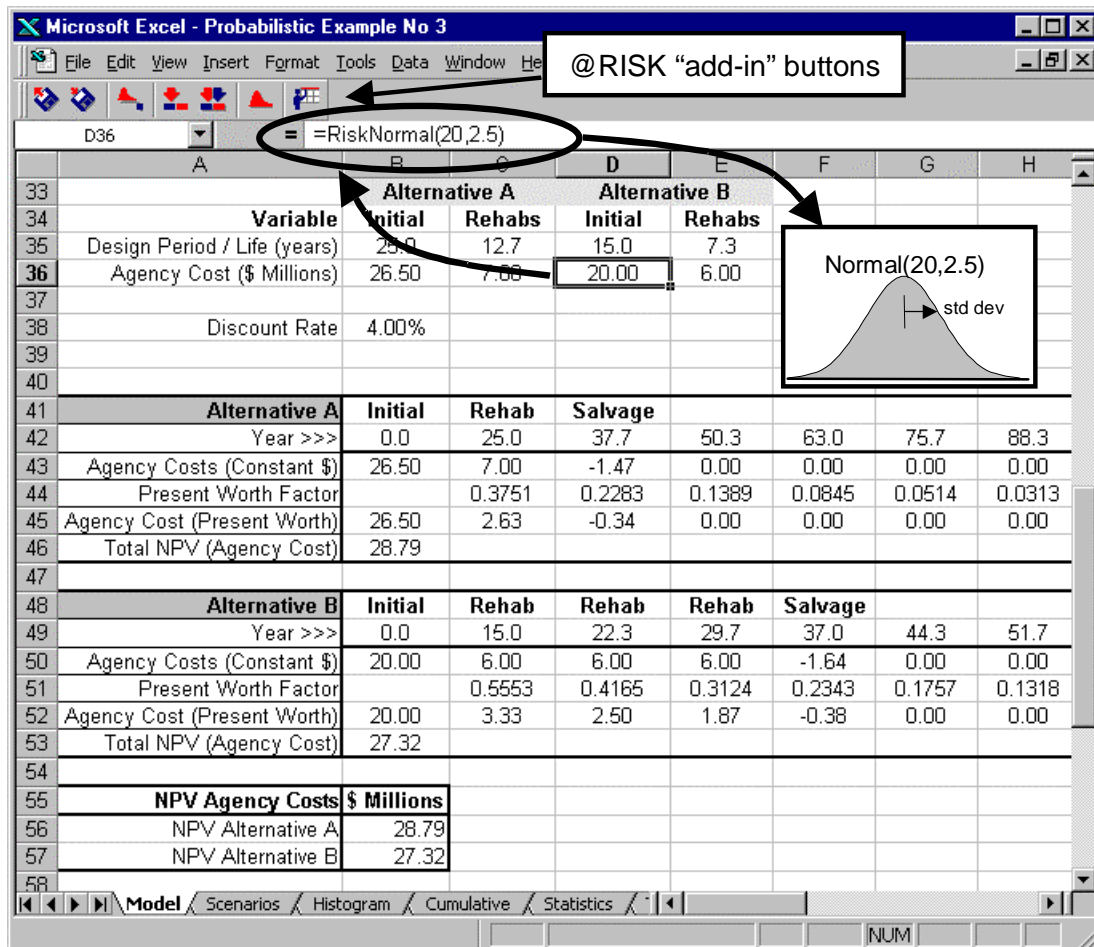 Microsoft Excel - Probabilistic Example No 3
File Edit View Insert Format Tools Data Window He
@RISK “add-in” buttons
D36 = =RiskNormal(20,2.5)
A B C D E F G H
33 Alternative A Alternative B
34 Variable Initial Rehabs Initial Rehabs
35 Design Period / Life (years) 25.0 12.7 15.0 7.3
36 Agency Cost ($ Millions) 26.50 7.00 20.00 6.00
Normal(20,2.5)
std dev
37
38 Discount Rate 4.00%
39
40
41 Alternative A Initial Rehab Salvage
42 Year >>> 0.0 25.0 37.7 50.3 63.0 75.7 88.3
43 Agency Costs (Constant $) 26.50 7.00 -1.47 0.00 0.00 0.00 0.00
44 Present Worth Factor 0.3751 0.2283 0.1389 0.0845 0.0514 0.0313
45 Agency Cost (Present Worth) 26.50 2.63 -0.34 0.00 0.00 0.00 0.00
46 Total NPV (Agency Cost) 28.79
47
48 Alternative B Initial Rehab Rehab Rehab Salvage
49 Year >>> 0.0 15.0 22.3 29.7 37.0 44.3 51.7
50 Agency Costs (Constant $) 20.00 6.00 6.00 6.00 -1.64 0.00 0.00
51 Present Worth Factor 0.5553 0.4165 0.3124 0.2343 0.1757 0.1318
52 Agency Cost (Present Worth) 20.00 3.33 2.50 1.87 -0.38 0.00 0.00
53 Total NPV (Agency Cost) 27.32
54
55 NPV Agency Costs $ Millions
56 NPV Alternative A 28.79
57 NPV Alternative B 27.32
58
Model Scenarios Histogram Cumulative Statistics
NUM